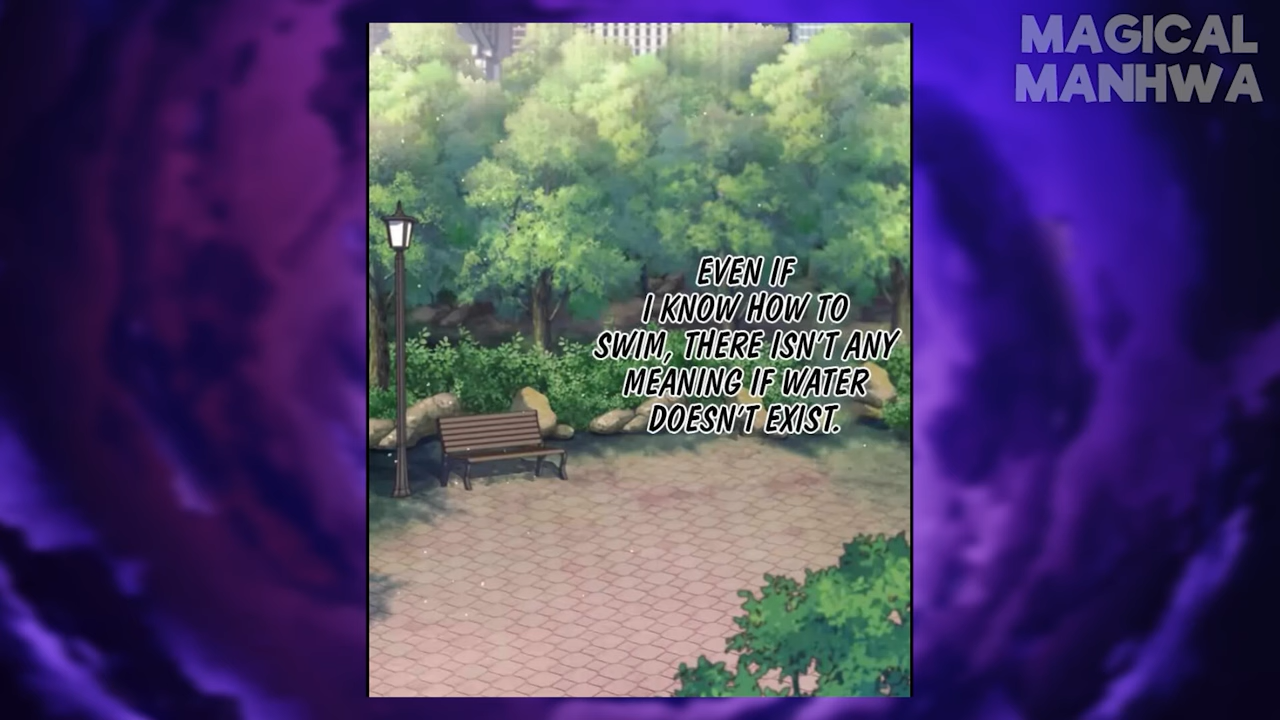 MAGICAL
MANHWA
EVEN IF
I KNOW HOW TO
SWIM, THERE ISN'T ANY
MEANING IF WATER
DOESN'T EXIST.